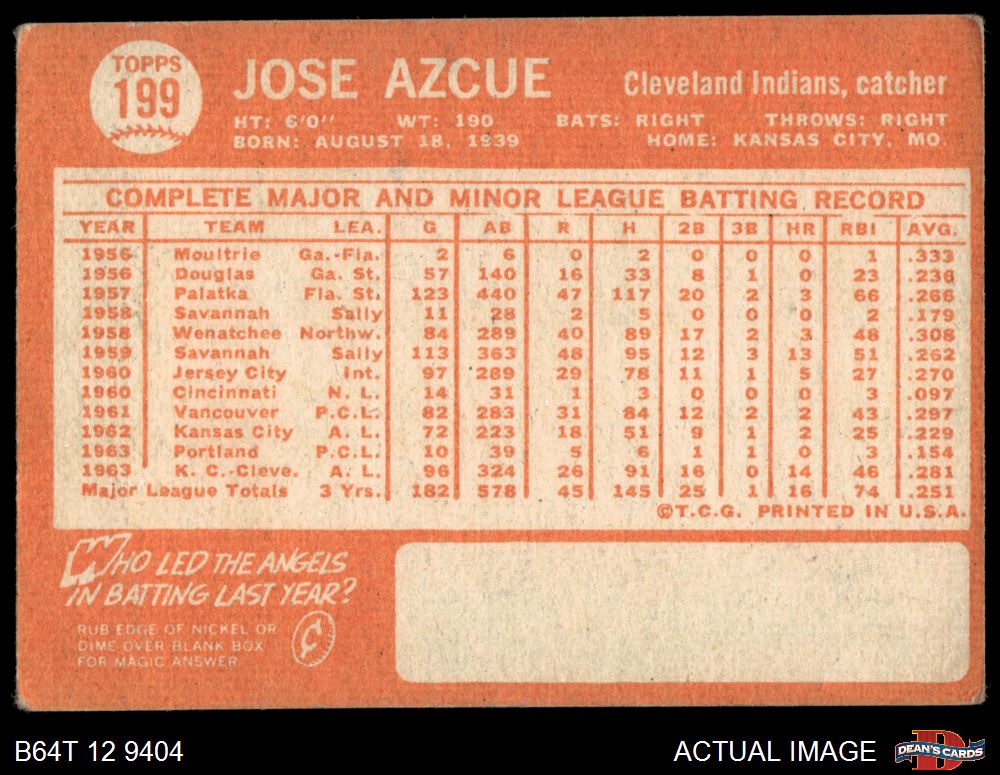 TOPPS
199
JOSE AZCUE
Cleveland Indians, catcher
HT: 6'0" WT: 190 BATS: RIGHT THROWS: RIGHT
BORN: AUGUST 18, 1939 HOME: KANSAS CITY, MO.
COMPLETE MAJOR AND MINOR LEAGUE BATTING RECORD
YEAR TEAM LEA. G AB R H 2B 3B HR RBI AVG.
1956 Moultrie Ga.-Fla. 2 6 0 2 0 0 0 1 .333
1956 Douglas Ga. St. 57 140 16 33 8 1 0 23 .236
1957 Palatka Fla. St. 123 440 47 117 20 2 3 66 .266
1958 Savannah Sally 11 28 2 5 0 0 0 2 .179
1958 Wenatchee Northw. 84 289 40 89 17 2 3 48 .308
1959 Savannah Sally 113 363 48 95 12 3 13 51 .262
1960 Jersey City Int. 97 289 29 78 11 1 5 27 .270
1960 Cincinnati N. L. 14 31 1 3 0 0 0 3 .097
1961 Vancouver P.C.L. 82 283 31 84 12 2 2 43 .297
1962 Kansas City A. L. 72 223 18 51 9 1 2 25 .229
1963 Portland P.C.L. 10 39 5 6 1 1 0 3 .154
1963 K. C.-Cleve. A. L. 96 324 26 91 16 0 14 46 .281
Major League Totals 3 Yrs. 182 578 45 145 25 1 16 74 .251
©T.C.G. PRINTED IN U.S.A.
WHO LED THE ANGELS
IN BATTING LAST YEAR?
RUB EDGE OF NICKEL OR
DIME OVER BLANK BOX
FOR MAGIC ANSWER
¢
B64T 12 9404
ACTUAL IMAGE
D
DEAN'S CARDS